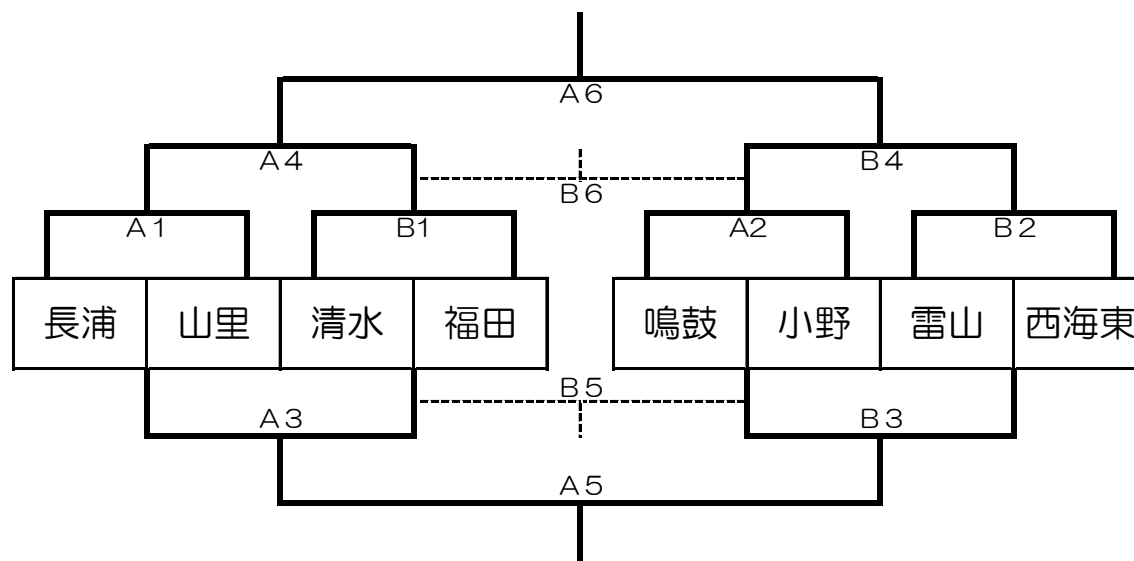 A6
A4 B4
B6
A1 B1 A2 B2
長浦 山里 清水 福田 鳴鼓 小野 雷山 西海東
B5
A3 B3
A5